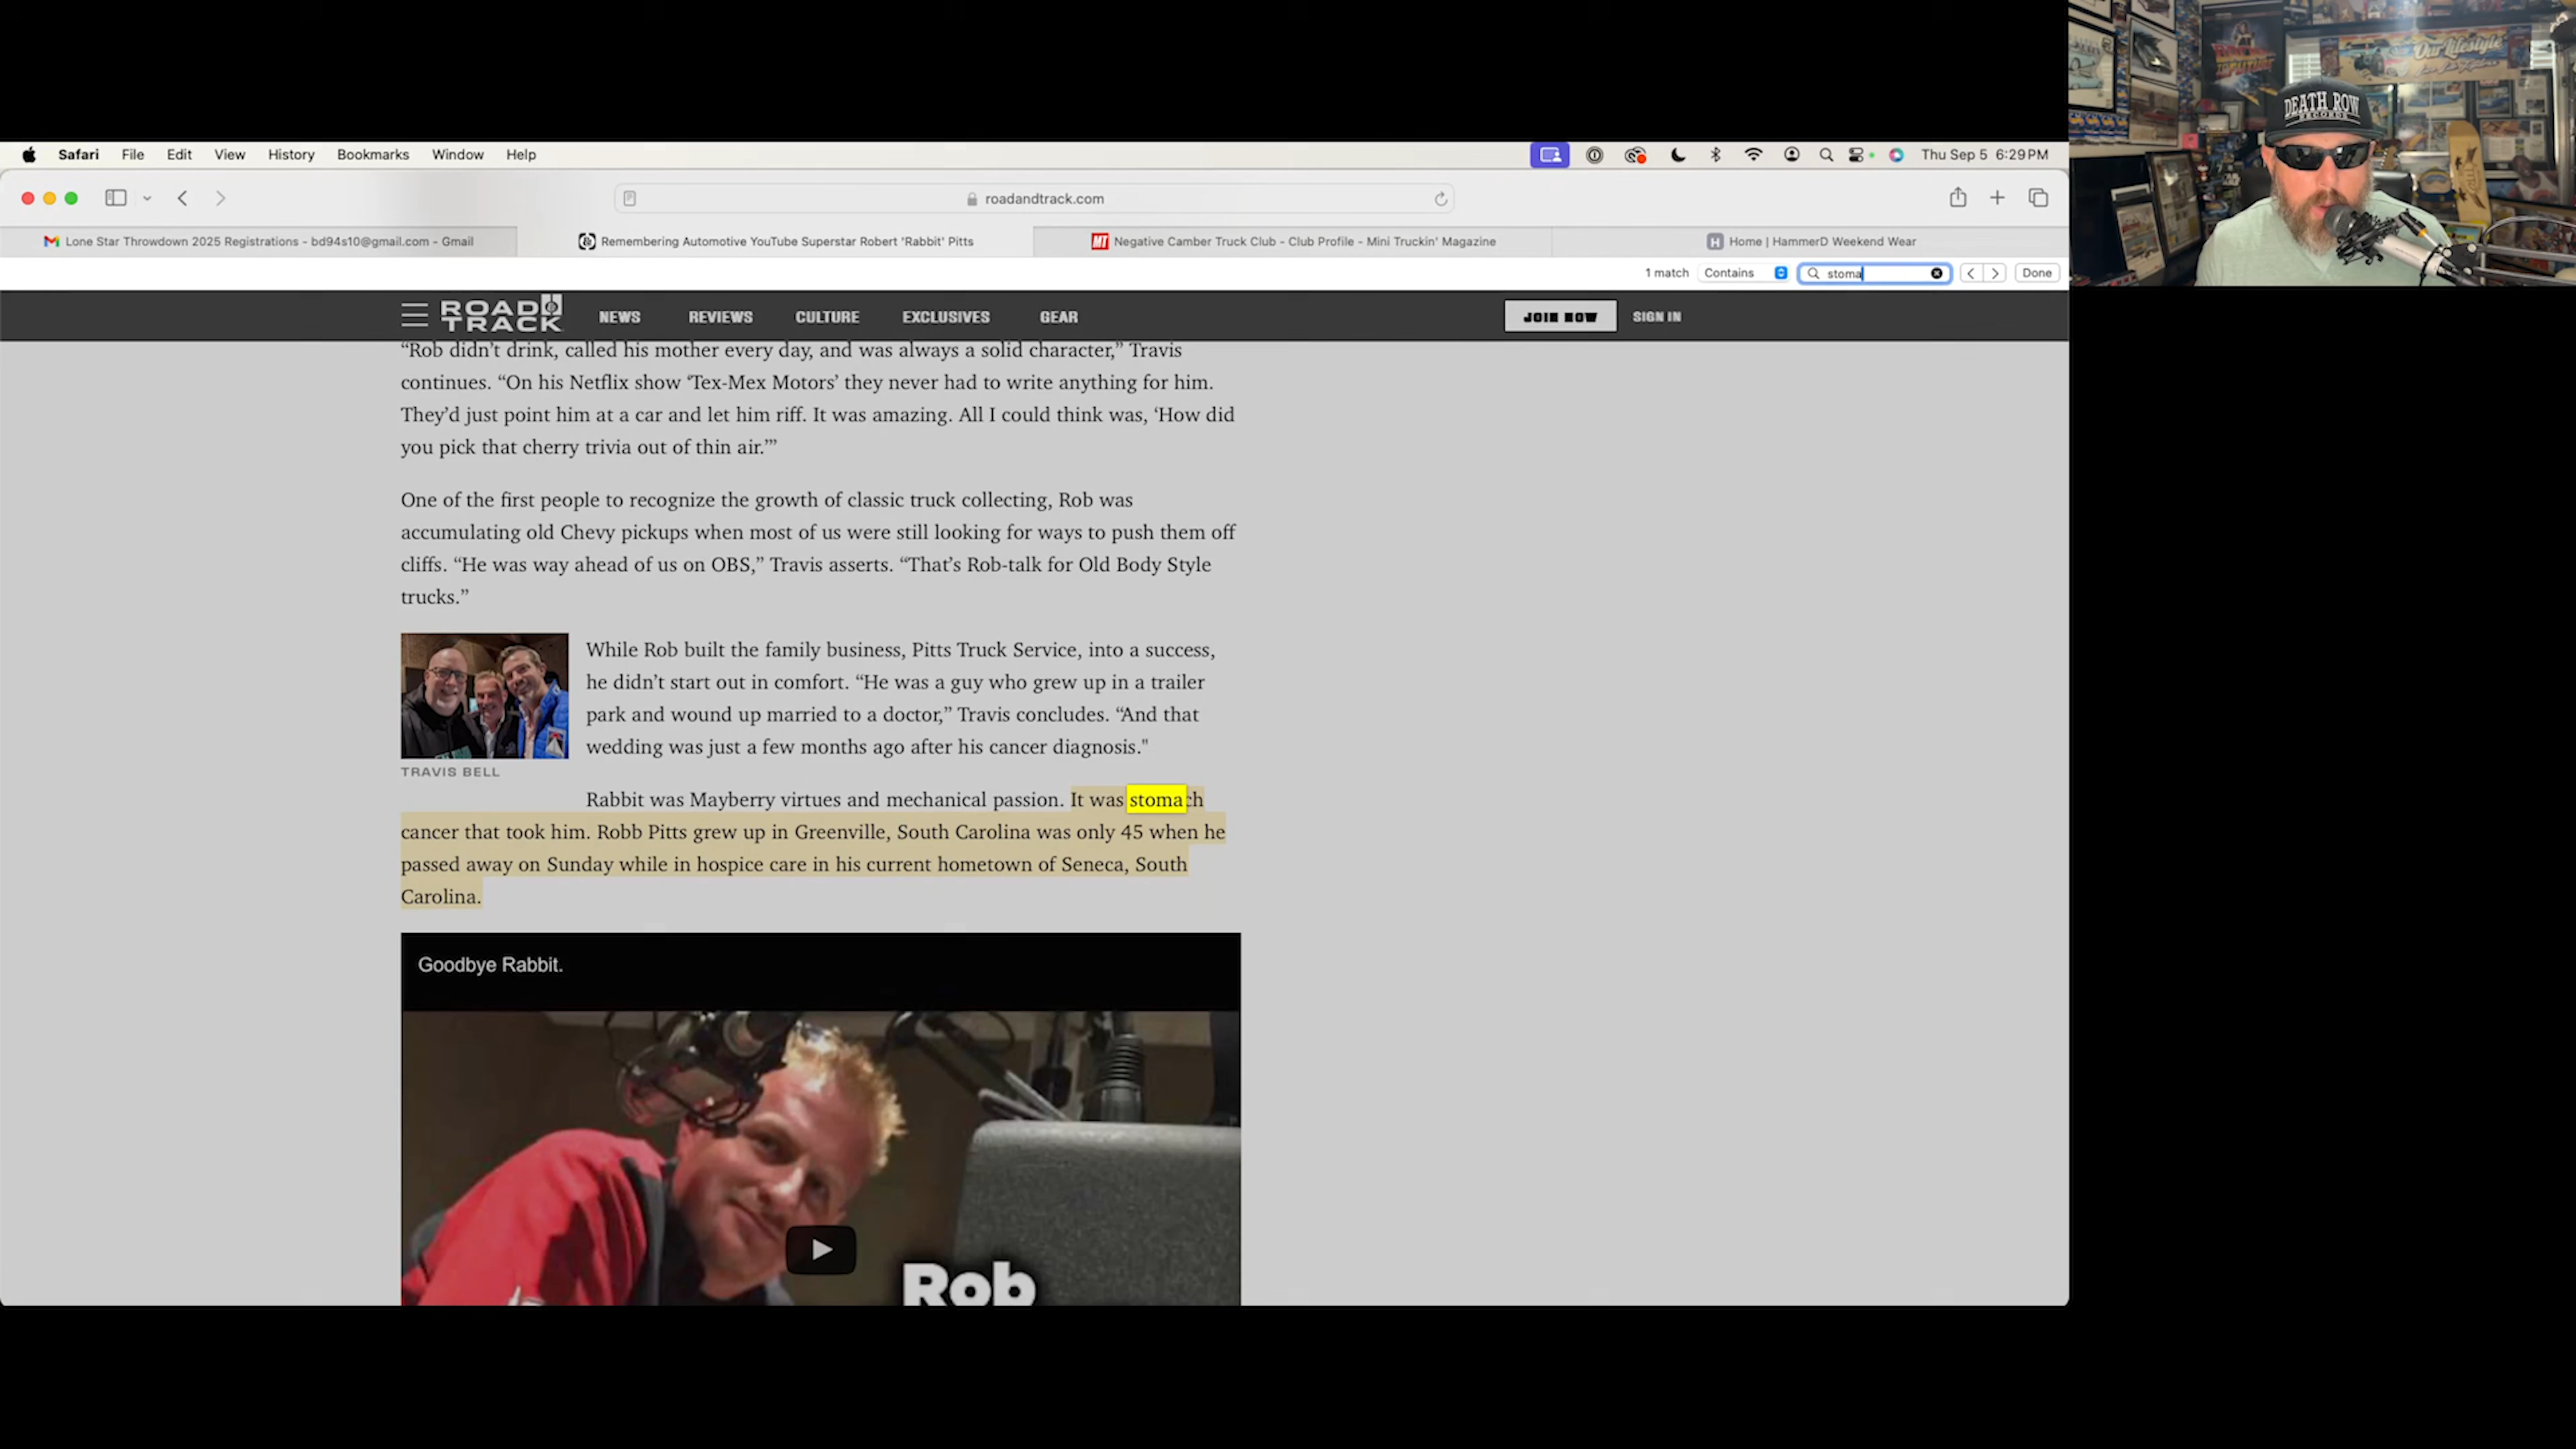 Safari File Edit View History Bookmarks Window Help
Thu Sep 5 6:29 PM
roadandtrack.com
Lone Star Throwdown 2025 Registrations - bd94s10@gmail.com - Gmail
Remembering Automotive YouTube Superstar Robert 'Rabbit' Pitts
MT Negative Camber Truck Club - Club Profile - Mini Truckin' Magazine
H Home | HammerD Weekend Wear
1 match Contains stoma Done
ROAD & TRACK NEWS REVIEWS CULTURE EXCLUSIVES GEAR JOIN NOW SIGN IN
“Rob didn’t drink, called his mother every day, and was always a solid character,” Travis
continues. “On his Netflix show ‘Tex-Mex Motors’ they never had to write anything for him.
They’d just point him at a car and let him riff. It was amazing. All I could think was, ‘How did
you pick that cherry trivia out of thin air.’”
One of the first people to recognize the growth of classic truck collecting, Rob was
accumulating old Chevy pickups when most of us were still looking for ways to push them off
cliffs. “He was way ahead of us on OBS,” Travis asserts. “That’s Rob-talk for Old Body Style
trucks.”
While Rob built the family business, Pitts Truck Service, into a success,
he didn’t start out in comfort. “He was a guy who grew up in a trailer
park and wound up married to a doctor,” Travis concludes. “And that
wedding was just a few months ago after his cancer diagnosis."
TRAVIS BELL
Rabbit was Mayberry virtues and mechanical passion. It was stomach
cancer that took him. Robb Pitts grew up in Greenville, South Carolina was only 45 when he
passed away on Sunday while in hospice care in his current hometown of Seneca, South
Carolina.
Goodbye Rabbit.
Rob
DEATH ROW
RECORDS
Our Lifestyle